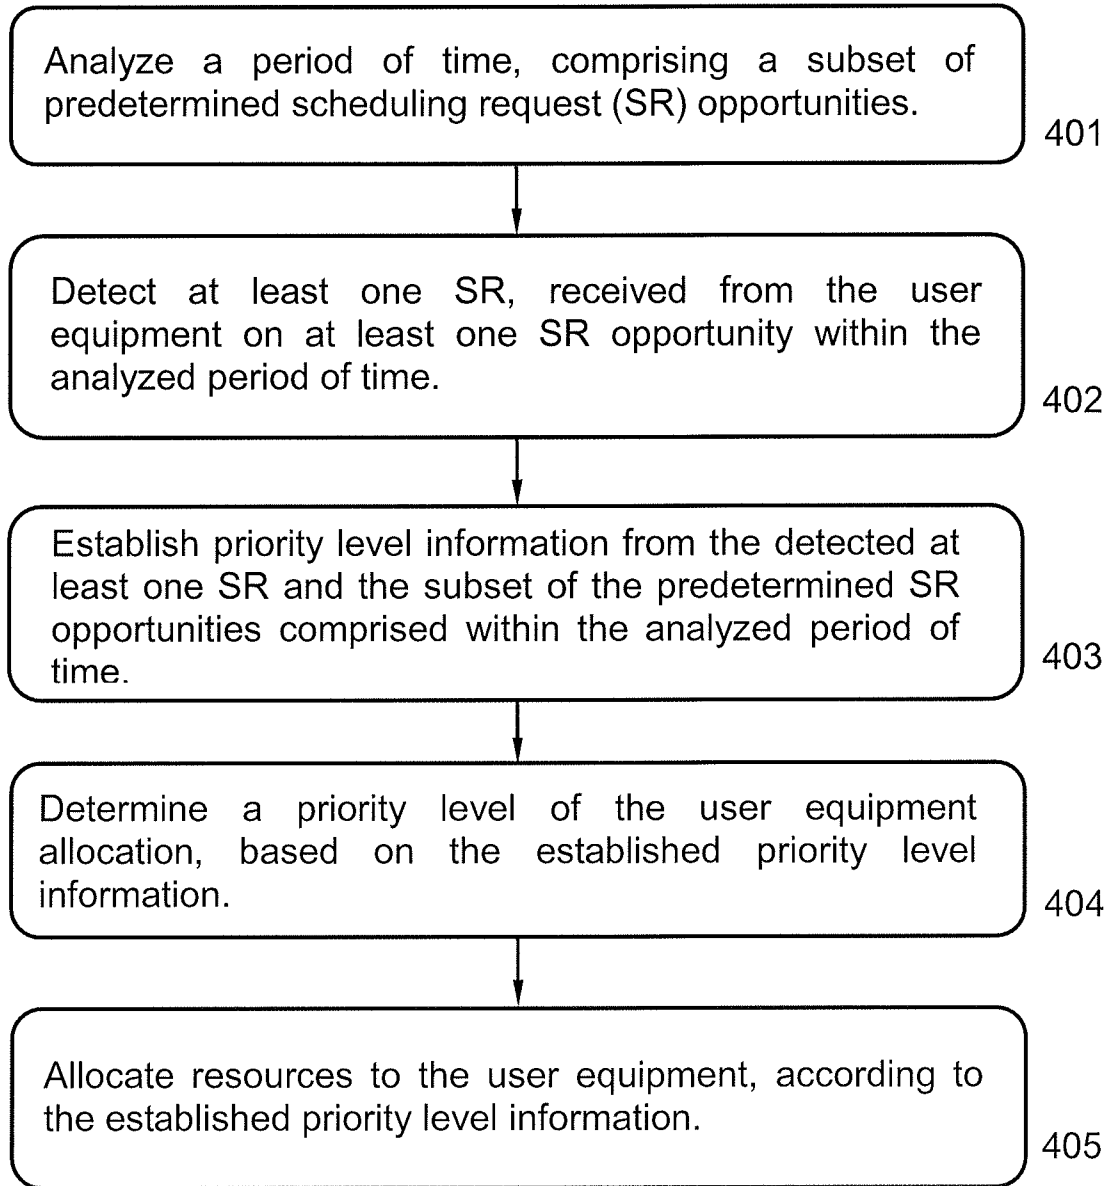 Analyze a period of time, comprising a subset of
predetermined scheduling request (SR) opportunities.
401
Detect at least one SR, received from the user
equipment on at least one SR opportunity within the
analyzed period of time.
402
Establish priority level information from the detected at
least one SR and the subset of the predetermined SR
opportunities comprised within the analyzed period of
time.
403
Determine a priority level of the user equipment
allocation, based on the established priority level
information.
404
Allocate resources to the user equipment, according to
the established priority level information.
405